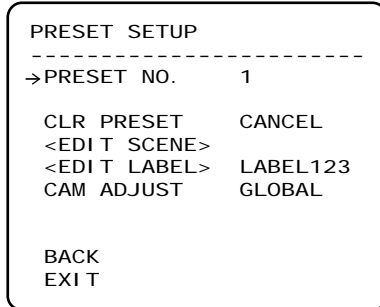 PRESET SETUP
------------------------
→PRESET NO. 1
CLR PRESET CANCEL
<EDIT SCENE>
<EDIT LABEL> LABEL123
CAM ADJUST GLOBAL
BACK
EXIT